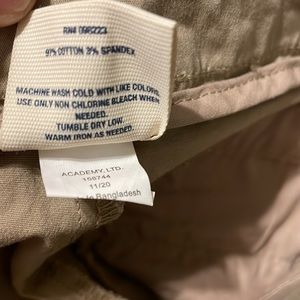 RN# 098223
97% COTTON 3% SPANDEX
MACHINE WASH COLD WITH LIKE COLORS.
USE ONLY NON CHLORINE BLEACH WHEN
NEEDED.
TUMBLE DRY LOW.
WARM IRON AS NEEDED.
ACADEMY, LTD.
156744
11/20
Bangladesh